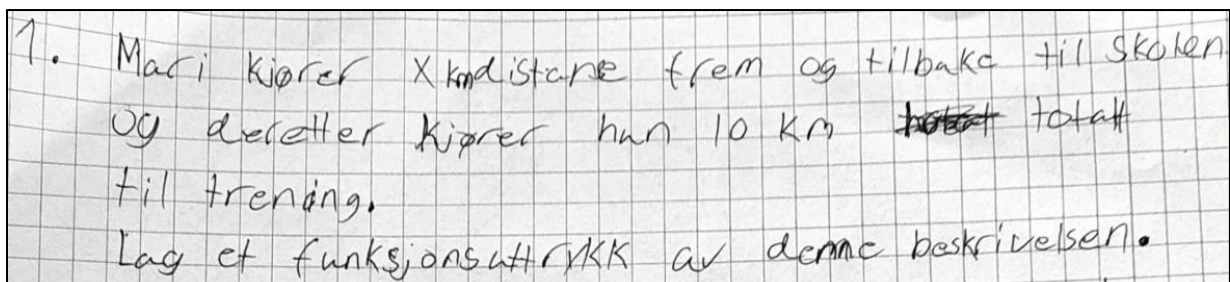 1. Mari kjører x km distane frem og tilbake til skolen
og deretter kjører hun 10 km totalt
til trening.
Lag et funksjonsuttrykk av denne beskrivelsen.